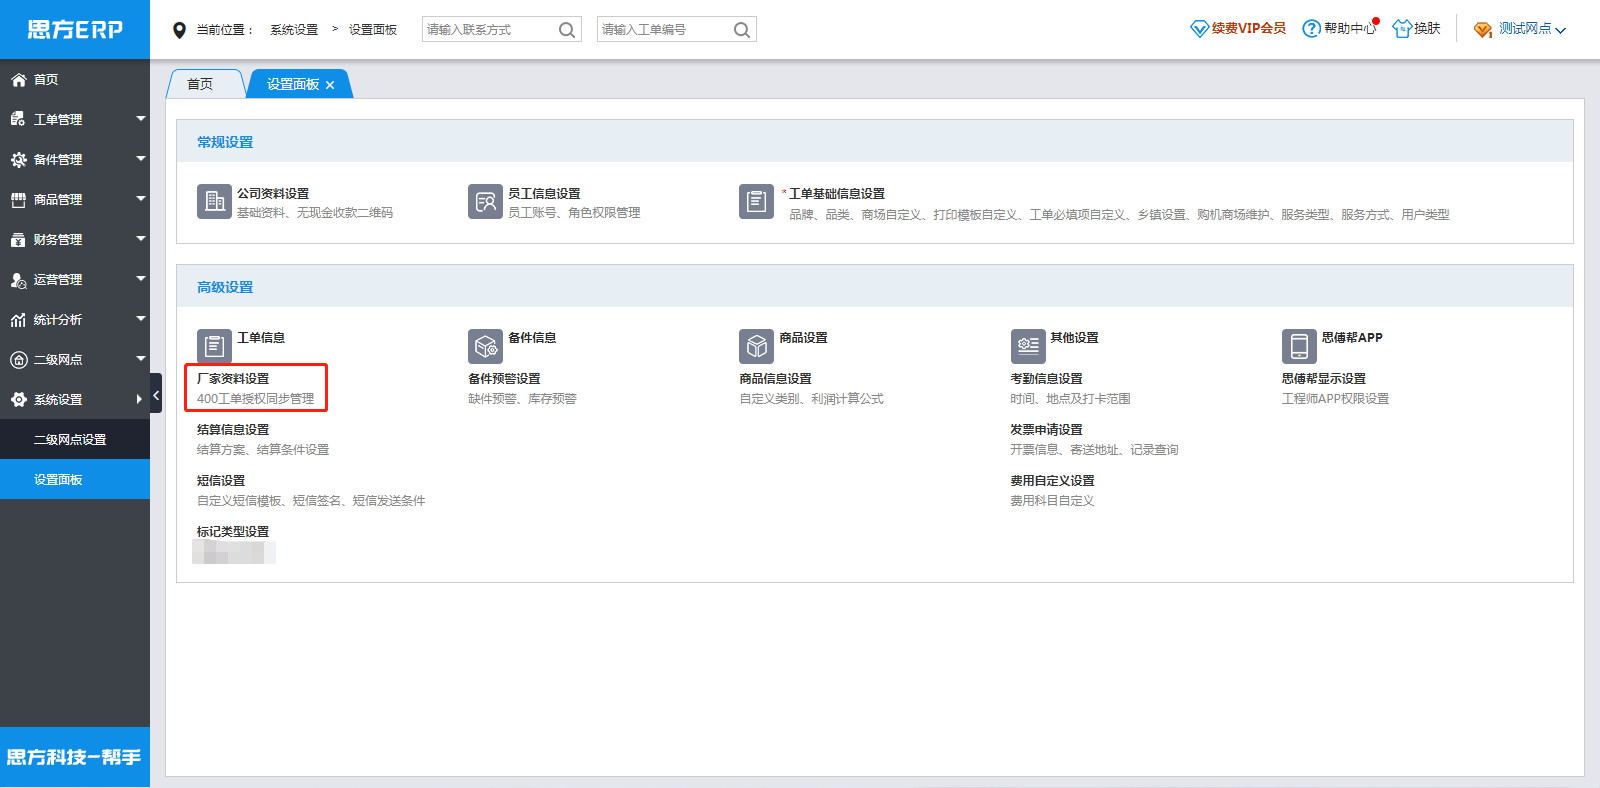 思方ERP
当前位置： 系统设置 > 设置面板
请输入联系方式
请输入工单编号
续费VIP会员
帮助中心
换肤
测试网点
首页
工单管理
备件管理
商品管理
财务管理
运营管理
统计分析
二级网点
系统设置
二级网点设置
设置面板
思方科技-帮手
首页
设置面板 ×
常规设置
公司资料设置
基础资料、无现金收款二维码
员工信息设置
员工账号、角色权限管理
* 工单基础信息设置
品牌、品类、商场自定义、打印模板自定义、工单必填项自定义、乡镇设置、购机商场维护、服务类型、服务方式、用户类型
高级设置
工单信息
厂家资料设置
400工单授权同步管理
结算信息设置
结算方案、结算条件设置
短信设置
自定义短信模板、短信签名、短信发送条件
标记类型设置
备件信息
备件预警设置
缺件预警、库存预警
商品设置
商品信息设置
自定义类别、利润计算公式
其他设置
考勤信息设置
时间、地点及打卡范围
发票申请设置
开票信息、寄送地址、记录查询
费用自定义设置
费用科目自定义
思傅帮APP
思傅帮显示设置
工程师APP权限设置